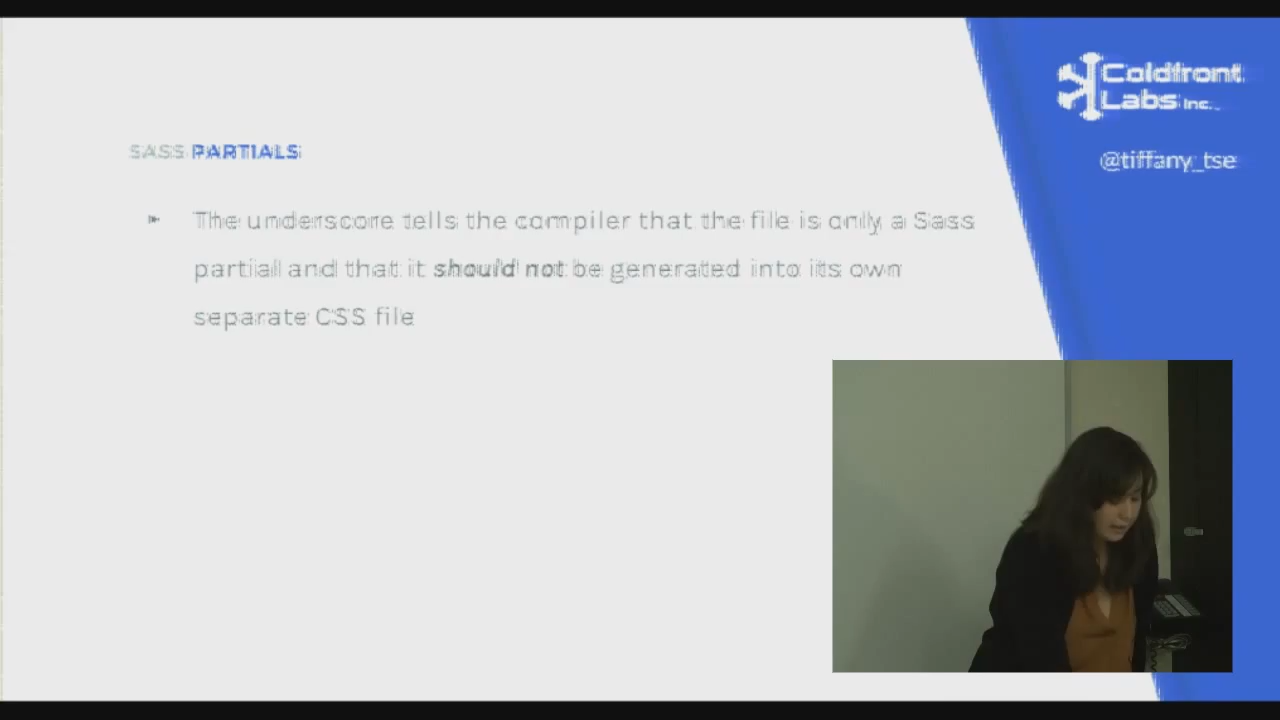 Coldfront
Labs Inc.
@tiffany_tse
SASS PARTIALS
The underscore tells the compiler that the file is only a Sass
partial and that it should not be generated into its own
separate CSS file